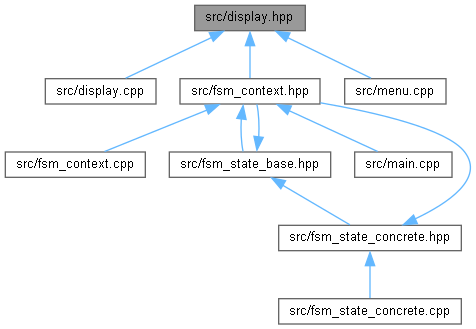 src/display.hpp
src/display.cpp
src/fsm_context.hpp
src/menu.cpp
src/fsm_context.cpp
src/fsm_state_base.hpp
src/main.cpp
src/fsm_state_concrete.hpp
src/fsm_state_concrete.cpp